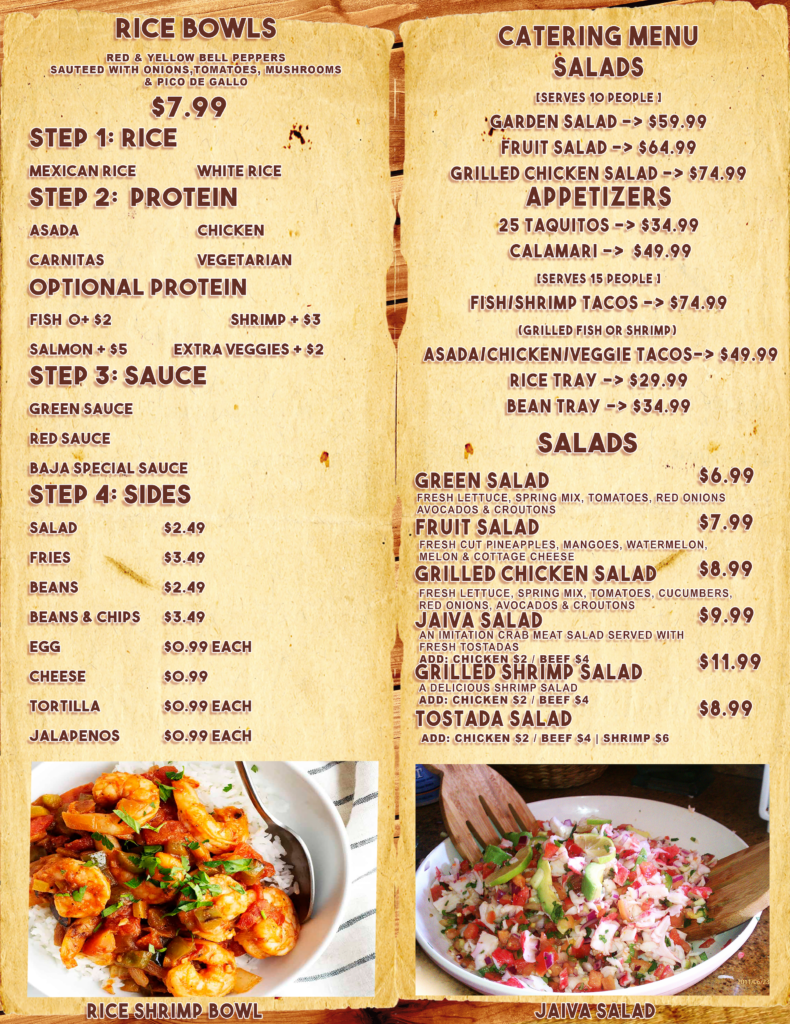 RICE BOWLS
RED & YELLOW BELL PEPPERS
SAUTEED WITH ONIONS,TOMATOES, MUSHROOMS
& PICO DE GALLO
$7.99
STEP 1: RICE
MEXICAN RICE WHITE RICE
STEP 2: PROTEIN
ASADA CHICKEN
CARNITAS VEGETARIAN
OPTIONAL PROTEIN
FISH O+ $2 SHRIMP + $3
SALMON + $5 EXTRA VEGGIES + $2
STEP 3: SAUCE
GREEN SAUCE
RED SAUCE
BAJA SPECIAL SAUCE
STEP 4: SIDES
SALAD $2.49
FRIES $3.49
BEANS $2.49
BEANS & CHIPS $3.49
EGG $0.99 EACH
CHEESE $0.99
TORTILLA $0.99 EACH
JALAPENOS $0.99 EACH
RICE SHRIMP BOWL
CATERING MENU
SALADS
[SERVES 10 PEOPLE ]
GARDEN SALAD -> $59.99
FRUIT SALAD -> $64.99
GRILLED CHICKEN SALAD -> $74.99
APPETIZERS
25 TAQUITOS -> $34.99
CALAMARI -> $49.99
[SERVES 15 PEOPLE ]
FISH/SHRIMP TACOS -> $74.99
(GRILLED FISH OR SHRIMP)
ASADA/CHICKEN/VEGGIE TACOS-> $49.99
RICE TRAY -> $29.99
BEAN TRAY -> $34.99
SALADS
GREEN SALAD $6.99
FRESH LETTUCE, SPRING MIX, TOMATOES, RED ONIONS
AVOCADOS & CROUTONS
FRUIT SALAD $7.99
FRESH CUT PINEAPPLES, MANGOES, WATERMELON,
MELON & COTTAGE CHEESE
GRILLED CHICKEN SALAD $8.99
FRESH LETTUCE, SPRING MIX, TOMATOES, CUCUMBERS,
RED ONIONS, AVOCADOS & CROUTONS
JAIVA SALAD $9.99
AN IMITATION CRAB MEAT SALAD SERVED WITH
FRESH TOSTADAS
ADD: CHICKEN $2 / BEEF $4
GRILLED SHRIMP SALAD $11.99
A DELICIOUS SHRIMP SALAD
ADD: CHICKEN $2 / BEEF $4
TOSTADA SALAD $8.99
ADD: CHICKEN $2 / BEEF $4 | SHRIMP $6
JAIVA SALAD